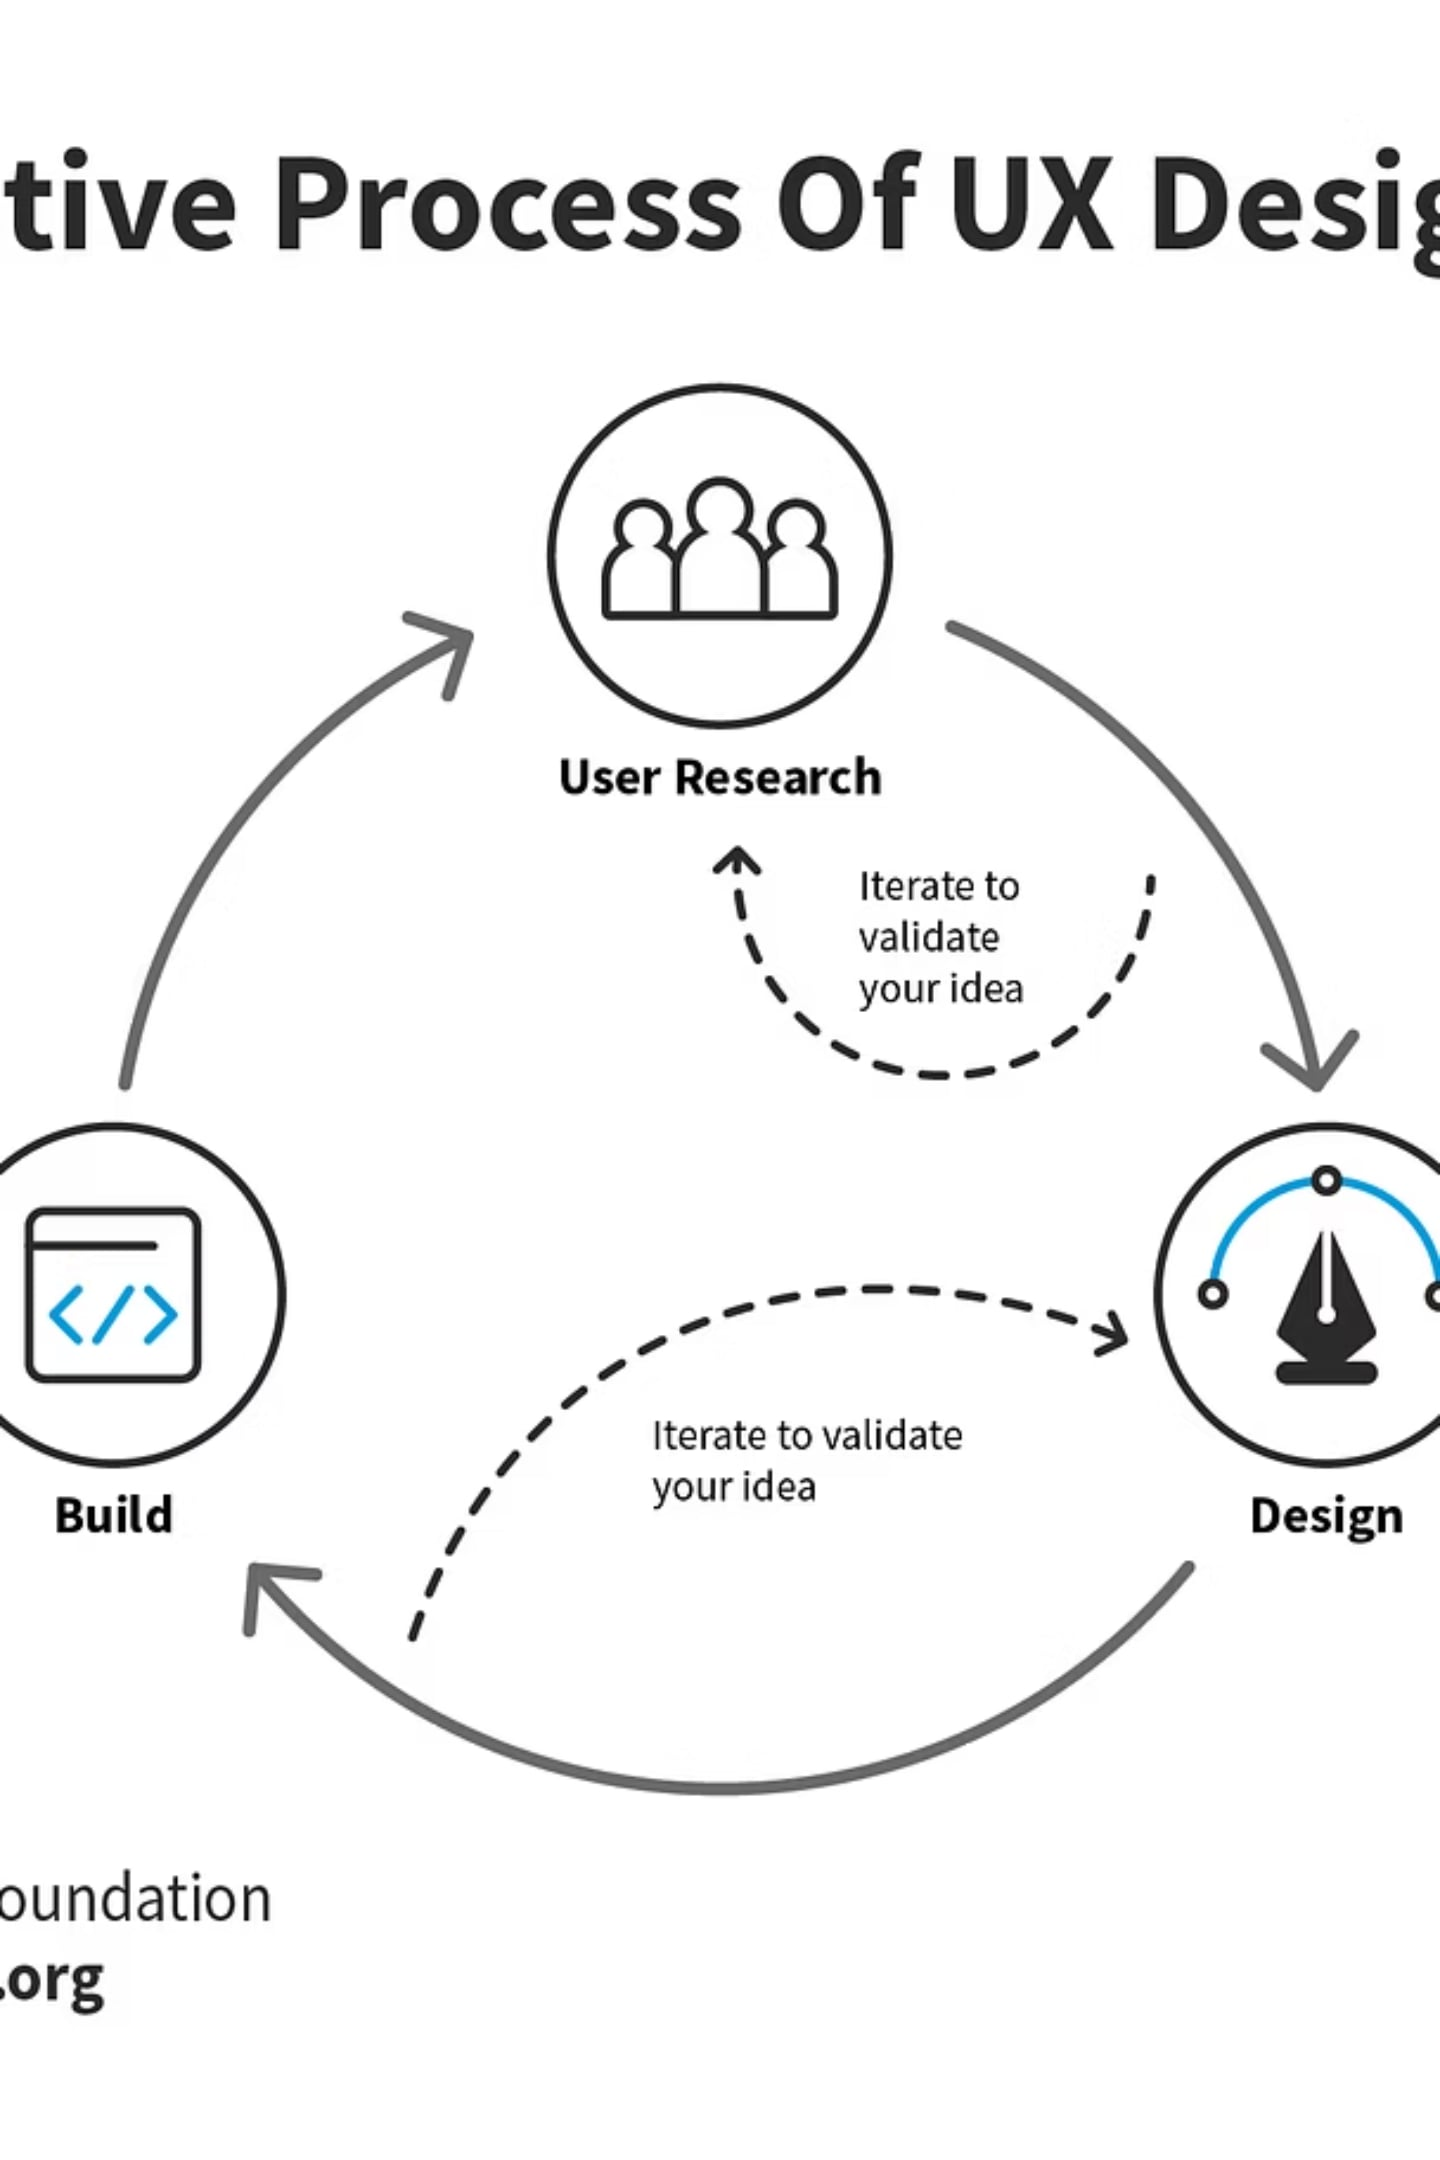 tive Process Of UX Desig
User Research
Iterate to
validate
your idea
Iterate to validate
your idea
Build
Design
oundation
.org